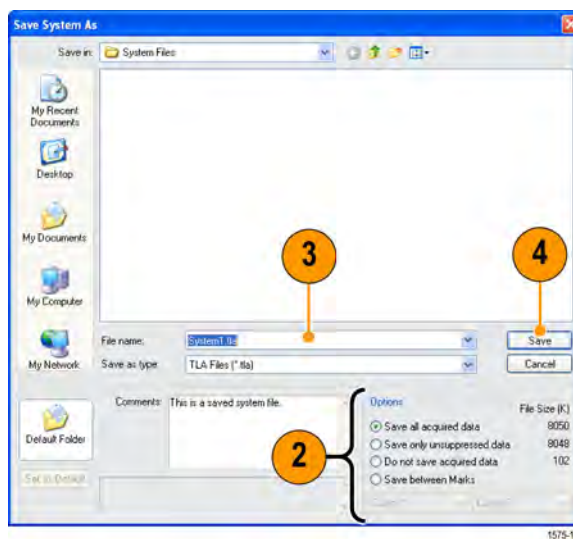 Save System As
Save in: System Files
My Recent
Documents
Desktop
My Documents
My Computer
My Network
3
4
File name: System1.tla Save
Save as type: TLA Files (*.tla) Cancel
Comments: This is a saved system file.
Default Folder
Set As Default
2
Options File Size (K)
Save all acquired data 8050
Save only unsuppressed data 8048
Do not save acquired data 102
Save between Marks
1575-1